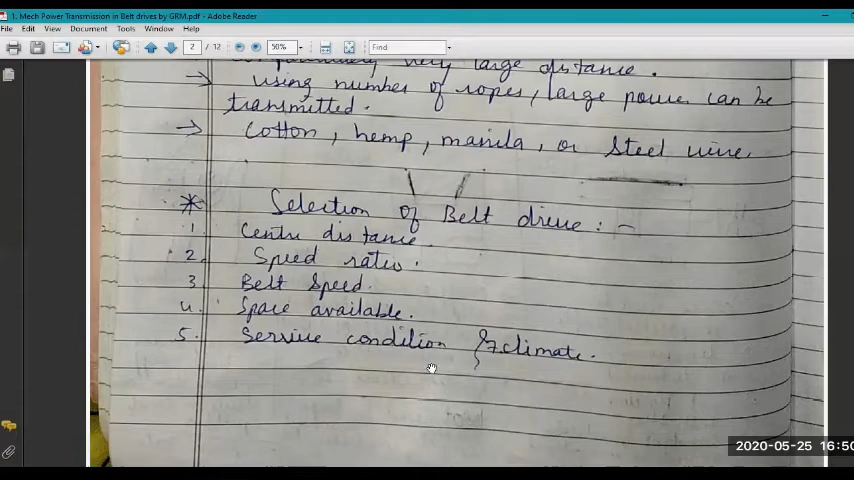 1. Mech Power Transmission in Belt drives by GRM.pdf - Adobe Reader
File Edit View Document Tools Window Help
2 / 12 50% Find
very large distance.
→ using number of ropes, large power can be
transmitted.
→ Cotton, hemp, manila, or Steel wire.
* Selection of Belt drive : -
1. Centre distance.
2. Speed ratio.
3 Belt Speed.
4. Space available.
5. Service condition } → climate.
2020-05-25 16:50